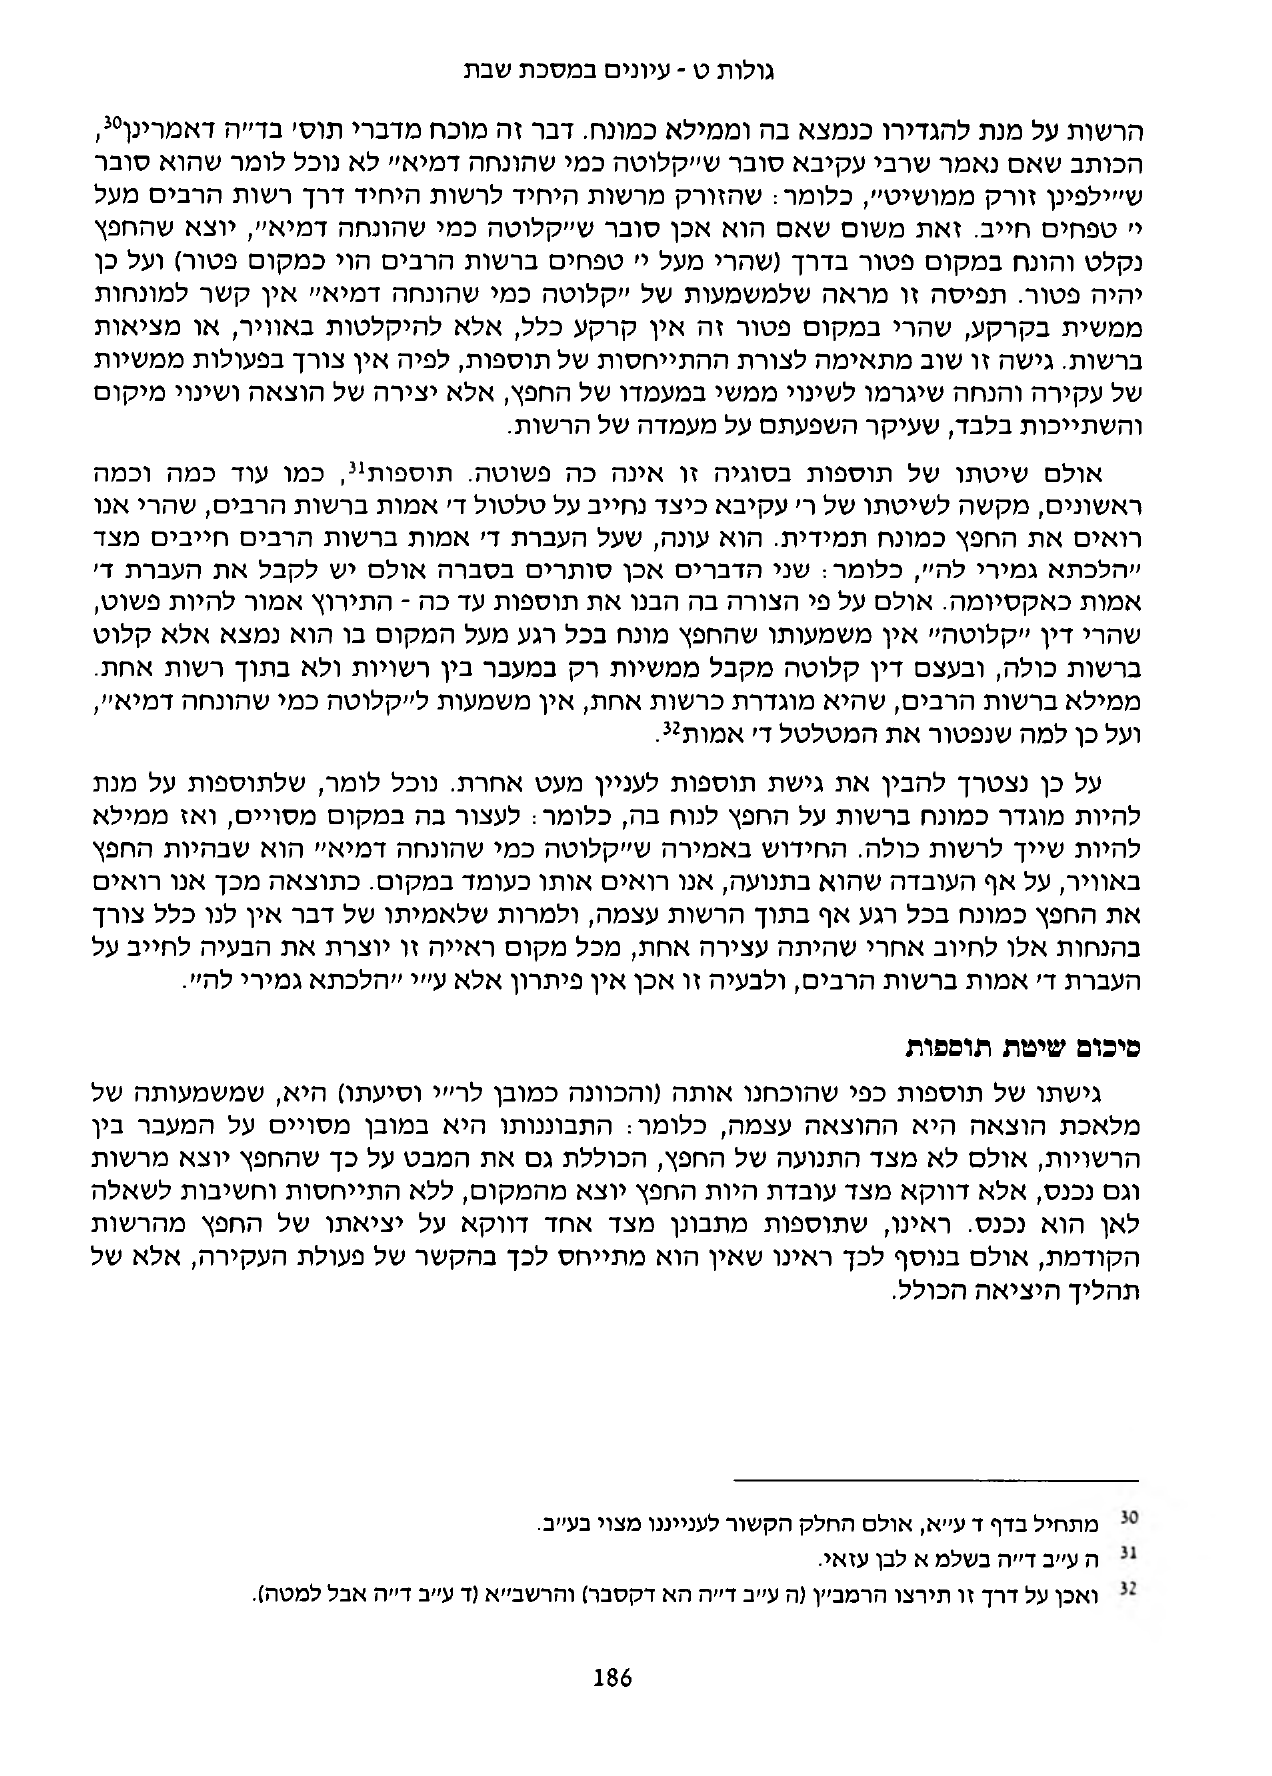 גולות ט - עיונים במסכת שבת
הרשות על מנת להגדירו כנמצא בה וממילא כמונח. דבר זה מוכח מדברי תוס' בד"ה דאמרינן30,
הכותב שאם נאמר שרבי עקיבא סובר ש"קלוטה כמי שהונחה דמיא" לא נוכל לומר שהוא סובר
ש"ילפינן זורק ממושיט", כלומר: שהזורק מרשות היחיד לרשות היחיד דרך רשות הרבים מעל
י' טפחים חייב. זאת משום שאם הוא אכן סובר ש"קלוטה כמי שהונחה דמיא", יוצא שהחפץ
נקלט והונח במקום פטור בדרך (שהרי מעל י' טפחים ברשות הרבים הוי כמקום פטור) ועל כן
יהיה פטור. תפיסה זו מראה שלמשמעות של "קלוטה כמי שהונחה דמיא" אין קשר למונחות
ממשית בקרקע, שהרי במקום פטור זה אין קרקע כלל, אלא להיקלטות באוויר, או מציאות
ברשות. גישה זו שוב מתאימה לצורת ההתייחסות של תוספות, לפיה אין צורך בפעולות ממשיות
של עקירה והנחה שיגרמו לשינוי ממשי במעמדו של החפץ, אלא יצירה של הוצאה ושינוי מיקום
והשתייכות בלבד, שעיקר השפעתם על מעמדה של הרשות.
אולם שיטתו של תוספות בסוגיה זו אינה כה פשוטה. תוספות31, כמו עוד כמה וכמה
ראשונים, מקשה לשיטתו של ר' עקיבא כיצד נחייב על טלטול ד' אמות ברשות הרבים, שהרי אנו
רואים את החפץ כמונח תמידית. הוא עונה, שעל העברת ד' אמות ברשות הרבים חייבים מצד
"הלכתא גמירי לה", כלומר: שני הדברים אכן סותרים בסברה אולם יש לקבל את העברת ד'
אמות כאקסיומה. אולם על פי הצורה בה הבנו את תוספות עד כה - התירוץ אמור להיות פשוט,
שהרי דין "קלוטה" אין משמעותו שהחפץ מונח בכל רגע מעל המקום בו הוא נמצא אלא קלוט
ברשות כולה, ובעצם דין קלוטה מקבל ממשיות רק במעבר בין רשויות ולא בתוך רשות אחת.
ממילא ברשות הרבים, שהיא מוגדרת כרשות אחת, אין משמעות ל"קלוטה כמי שהונחה דמיא",
ועל כן למה שנפטור את המטלטל ד' אמות32.
על כן נצטרך להבין את גישת תוספות לעניין מעט אחרת. נוכל לומר, שלתוספות על מנת
להיות מוגדר כמונח ברשות על החפץ לנוח בה, כלומר: לעצור בה במקום מסויים, ואז ממילא
להיות שייך לרשות כולה. החידוש באמירה ש"קלוטה כמי שהונחה דמיא" הוא שבהיות החפץ
באוויר, על אף העובדה שהוא בתנועה, אנו רואים אותו כעומד במקום. כתוצאה מכך אנו רואים
את החפץ כמונח בכל רגע אף בתוך הרשות עצמה, ולמרות שלאמיתו של דבר אין לנו כלל צורך
בהנחות אלו לחיוב אחרי שהיתה עצירה אחת, מכל מקום ראייה זו יוצרת את הבעיה לחייב על
העברת ד' אמות ברשות הרבים, ולבעיה זו אכן אין פיתרון אלא ע"י "הלכתא גמירי לה".
סיכום שיטת תוספות
גישתו של תוספות כפי שהוכחנו אותה (והכוונה כמובן לר"י וסיעתו) היא, שמשמעותה של
מלאכת הוצאה היא ההוצאה עצמה, כלומר: התבוננותו היא במובן מסויים על המעבר בין
הרשויות, אולם לא מצד התנועה של החפץ, הכוללת גם את המבט על כך שהחפץ יוצא מרשות
וגם נכנס, אלא דווקא מצד עובדת היות החפץ יוצא מהמקום, ללא התייחסות וחשיבות לשאלה
לאן הוא נכנס. ראינו, שתוספות מתבונן מצד אחד דווקא על יציאתו של החפץ מהרשות
הקודמת, אולם בנוסף לכך ראינו שאין הוא מתייחס לכך בהקשר של פעולת העקירה, אלא של
תהליך היציאה הכולל.
30 מתחיל בדף ד ע"א, אולם החלק הקשור לענייננו מצוי בע"ב.
31 ה ע"ב ד"ה בשלמ א לבן עזאי.
32 ואכן על דרך זו תירצו הרמב"ן (ה ע"ב ד"ה הא דקסבר) והרשב"א (ד ע"ב ד"ה אבל למטה).
186